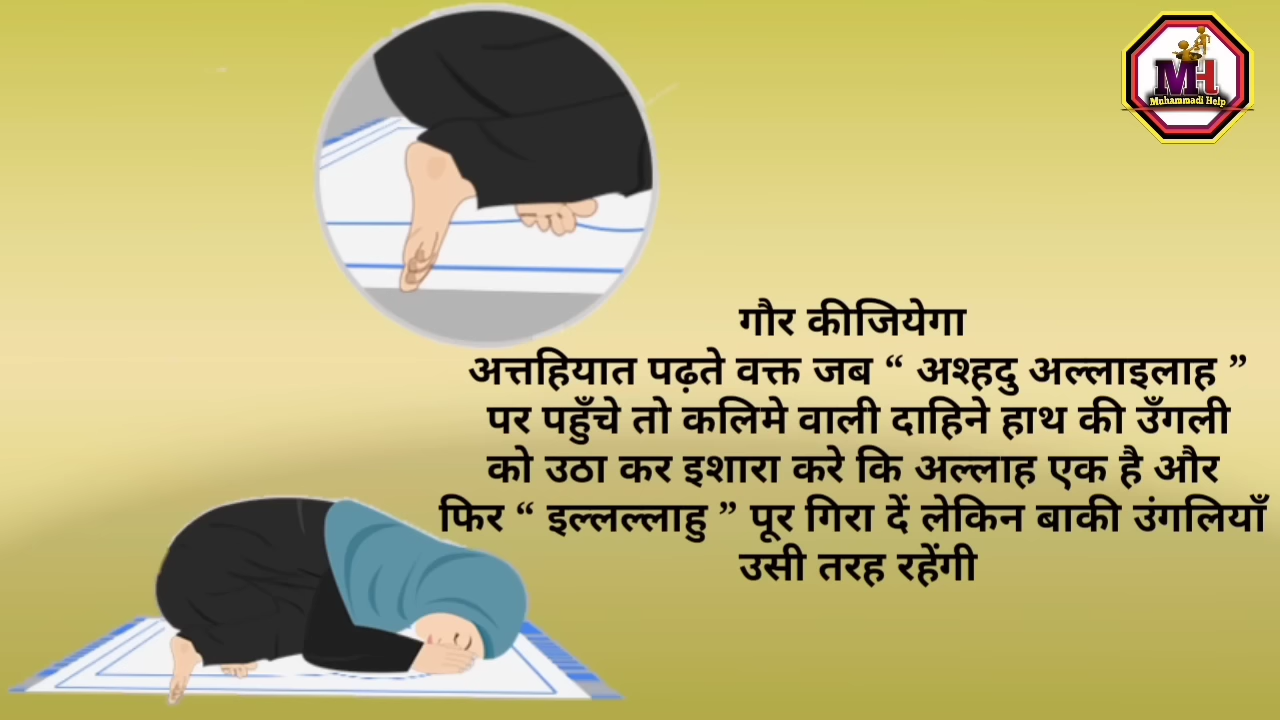 MH
Muhammadi Help
गौर कीजियेगा
अत्तहियात पढ़ते वक्त जब “ अश्हदु अल्लाइलाह ”
पर पहुँचे तो कलिमे वाली दाहिने हाथ की उँगली
को उठा कर इशारा करे कि अल्लाह एक है और
फिर “ इल्लल्लाहु ” पूर गिरा दें लेकिन बाकी उंगलियाँ
उसी तरह रहेंगी